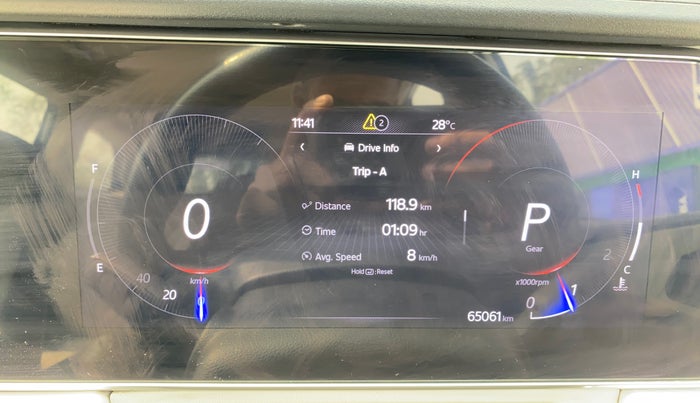 11:41 2 28°C
‹ Drive Info ›
Trip - A
F H
Distance 118.9 km
0 P
Time 01:09 hr
Gear
E Avg. Speed 8 km/h 2 C
Hold : Reset
40 km/h x1000rpm
20 0 0 1
65061 km